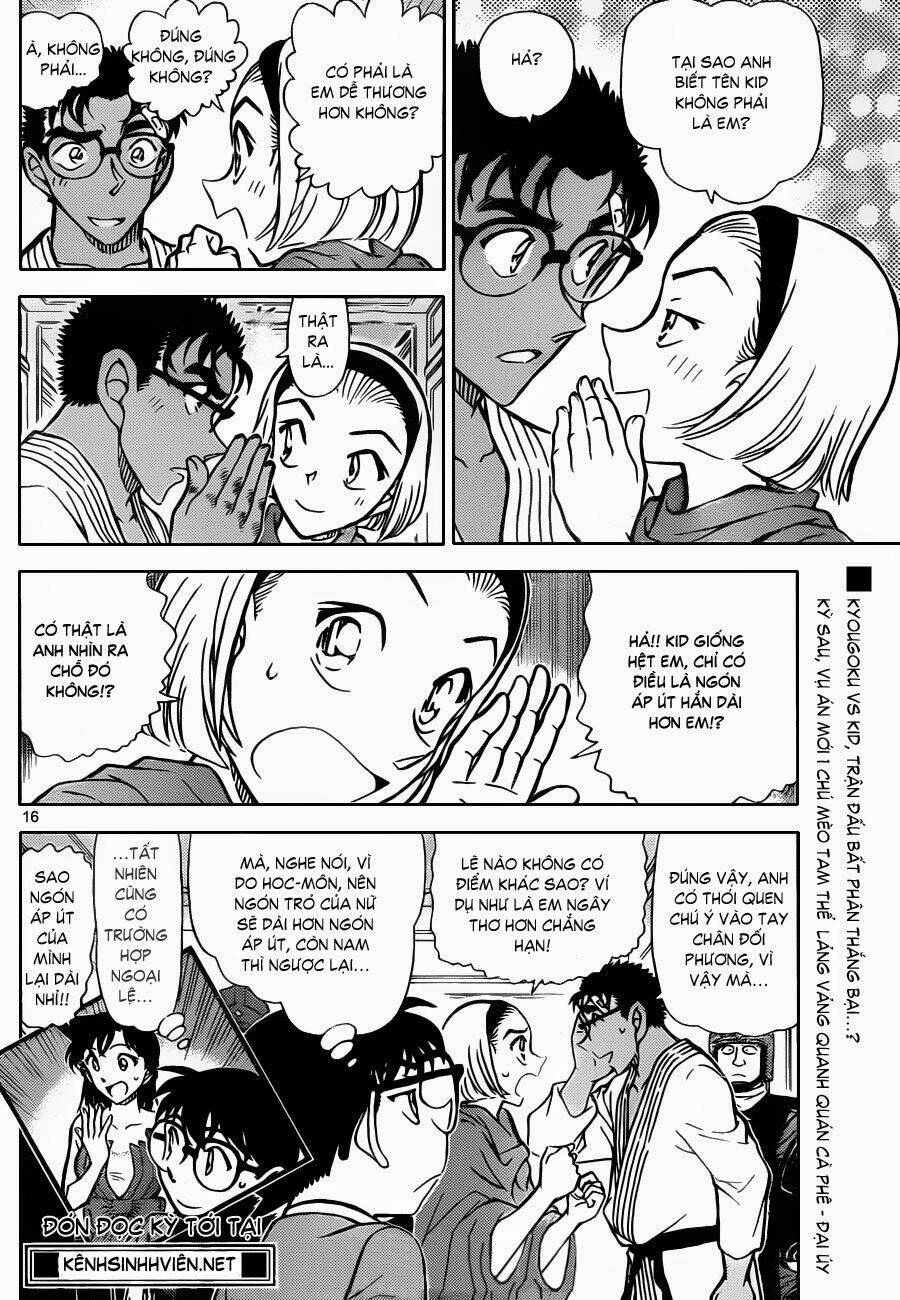 À, KHÔNG
PHẢI...
ĐÚNG
KHÔNG, ĐÚNG
KHÔNG?
CÓ PHẢI LÀ
EM DỄ THƯƠNG
HƠN KHÔNG?
HẢ?
TẠI SAO ANH
BIẾT TÊN KID
KHÔNG PHẢI
LÀ EM?
THẬT
RA
LÀ...
CÓ THẬT LÀ
ANH NHÌN RA
CHỖ ĐÓ
KHÔNG!?
HẢ!! KID GIỐNG
HỆT EM, CHỈ CÓ
ĐIỀU LÀ NGÓN
ÁP ÚT HẮN DÀI
HƠN EM!?
16
SAO
NGÓN
ÁP ÚT
CỦA
MÌNH
LẠI DÀI
NHỈ!!
...TẤT
NHIÊN
CŨNG
CÓ
TRƯỜNG
HỢP
NGOẠI
LỆ...
MÀ, NGHE NÓI, VÌ
DO HOC-MÔN, NÊN
NGÓN TRỎ CỦA NỮ
SẼ DÀI HƠN NGÓN
ÁP ÚT, CÒN NAM
THÌ NGƯỢC LẠI...
LẼ NÀO KHÔNG CÓ
ĐIỂM KHÁC SAO? VÍ
DỤ NHƯ LÀ EM NGÂY
THƠ HƠN CHẲNG
HẠN!
ĐÚNG VẬY, ANH
CÓ THÓI QUEN
CHÚ Ý VÀO TAY
CHÂN ĐỐI
PHƯƠNG, VÌ
VẬY MÀ...
KYOUGOKU VS KID, TRẬN ĐẤU BẤT PHÂN THẮNG BẠI...?
KỲ SAU, VỤ ÁN MỚI 1 CHÚ MÈO TAM THỂ LẢNG VẢNG QUANH QUÁN CÀ PHÊ - ĐẠI ÚY
ĐÓN ĐỌC KỲ TỚI TẠI
KÊNHSINHVIÊN.NET